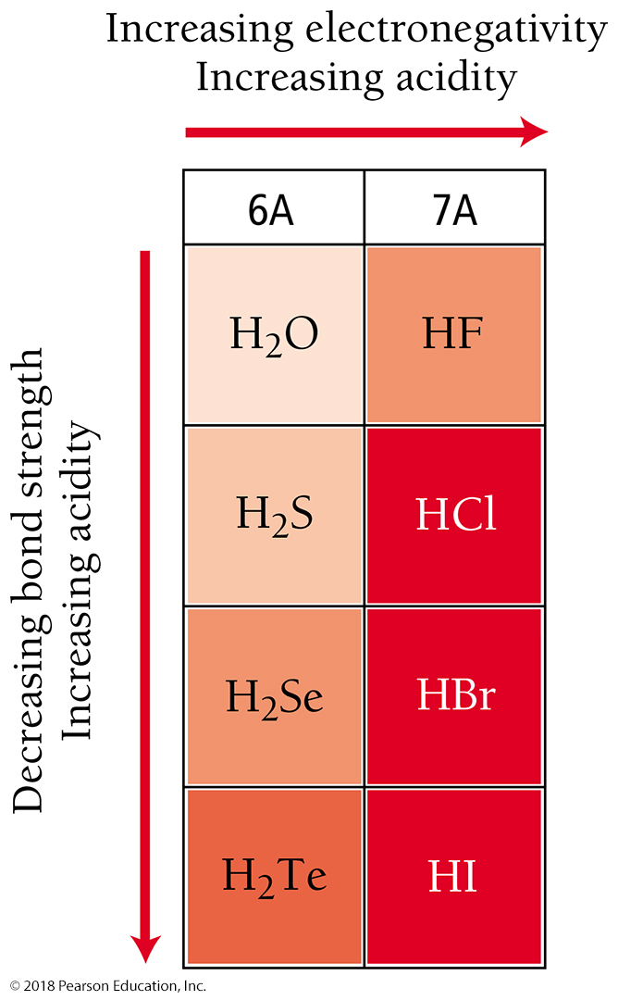 Increasing electronegativity
Increasing acidity
6A 7A
Decreasing bond strength
Increasing acidity
H₂O HF
H₂S HCl
H₂Se HBr
H₂Te HI
© 2018 Pearson Education, Inc.